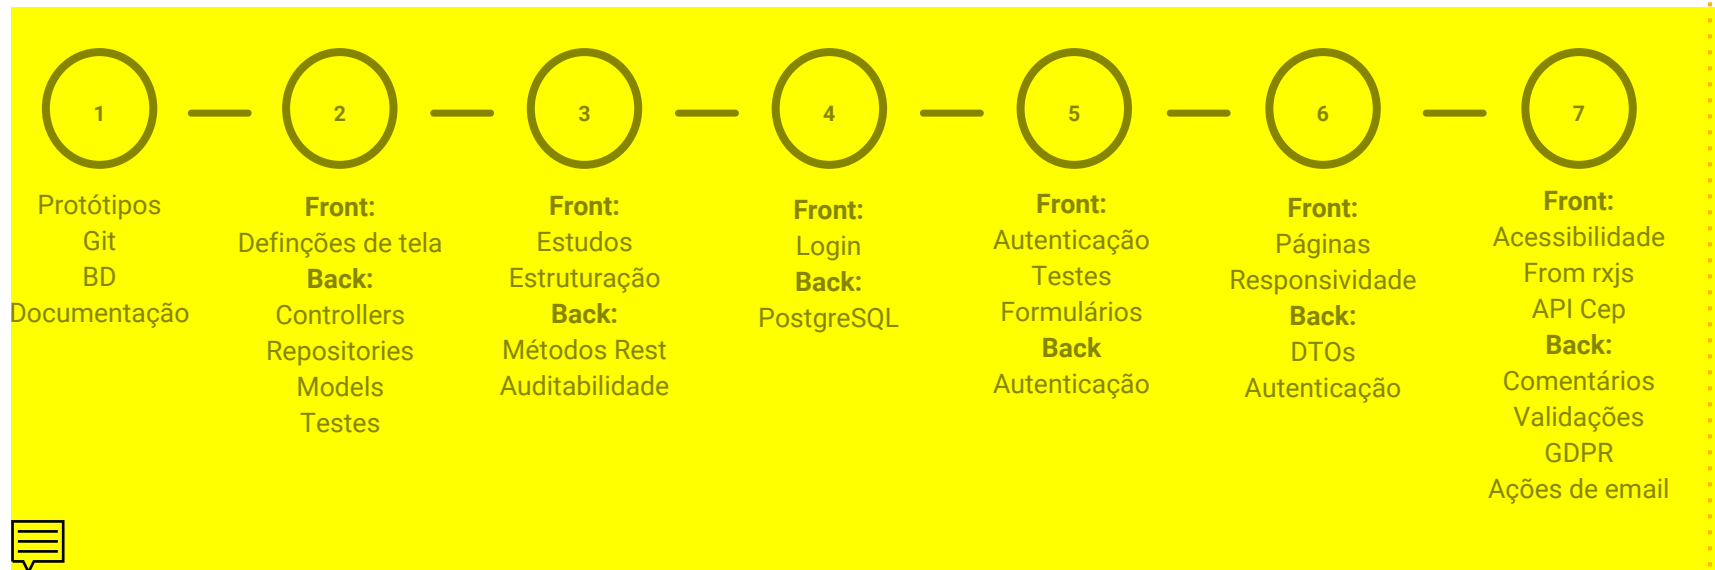 1
Protótipos
Git
BD
Documentação
2
Front:
Definções de tela
Back:
Controllers
Repositories
Models
Testes
3
Front:
Estudos
Estruturação
Back:
Métodos Rest
Auditabilidade
4
Front:
Login
Back:
PostgreSQL
5
Front:
Autenticação
Testes
Formulários
Back
Autenticação
6
Front:
Páginas
Responsividade
Back:
DTOs
Autenticação
7
Front:
Acessibilidade
From rxjs
API Cep
Back:
Comentários
Validações
GDPR
Ações de email